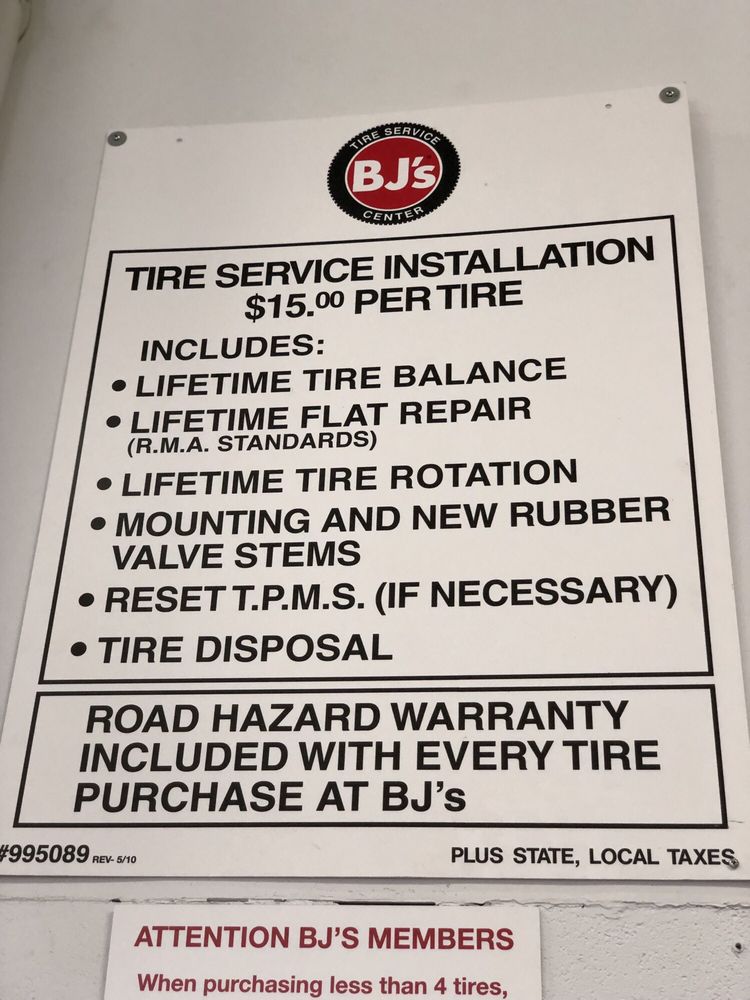 TIRE SERVICE
BJ's
CENTER
TIRE SERVICE INSTALLATION
$15.00 PER TIRE
INCLUDES:
• LIFETIME TIRE BALANCE
• LIFETIME FLAT REPAIR
(R.M.A. STANDARDS)
• LIFETIME TIRE ROTATION
• MOUNTING AND NEW RUBBER
VALVE STEMS
• RESET T.P.M.S. (IF NECESSARY)
• TIRE DISPOSAL
ROAD HAZARD WARRANTY
INCLUDED WITH EVERY TIRE
PURCHASE AT BJ's
#995089 REV- 5/10
PLUS STATE, LOCAL TAXES
ATTENTION BJ'S MEMBERS
When purchasing less than 4 tires,